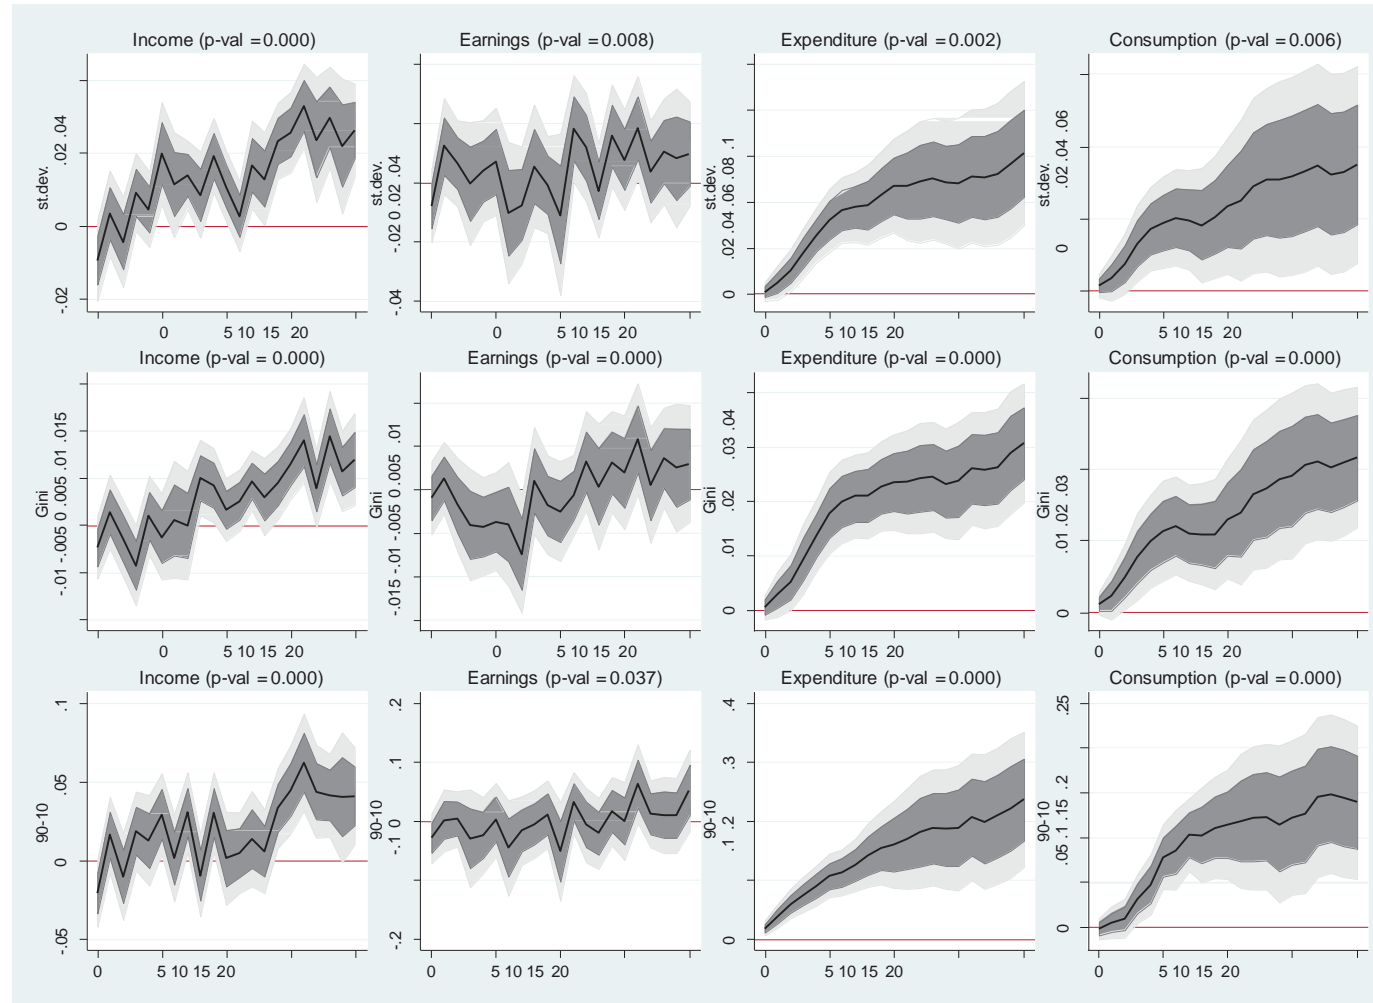 Income (p-val =0.000) Earnings (p-val =0.008) Expenditure (p-val =0.002) Consumption (p-val =0.006)
st.dev.
-.02 0 .02 .04
st.dev.
-.04 -.02 0 .02 .04
st.dev.
0 .02 .04 .06 .08 .1
st.dev.
0 .02 .04 .06
0 5 10 15 20 0 5 10 15 20 0 5 10 15 20 0 5 10 15 20
Income (p-val =0.000) Earnings (p-val =0.000) Expenditure (p-val =0.000) Consumption (p-val =0.000)
Gini
-.01 -.005 0 .005 .01 .015
Gini
-.015 -.01 -.005 0 .005 .01
Gini
0 .01 .02 .03 .04
Gini
0 .01 .02 .03
0 5 10 15 20 0 5 10 15 20 0 5 10 15 20 0 5 10 15 20
Income (p-val =0.000) Earnings (p-val =0.037) Expenditure (p-val =0.000) Consumption (p-val =0.000)
90-10
-.05 0 .05 .1
90-10
-.2 -.1 0 .1 .2
90-10
0 .1 .2 .3 .4
90-10
0 .05 .1 .15 .2 .25
0 5 10 15 20 0 5 10 15 20 0 5 10 15 20 0 5 10 15 20